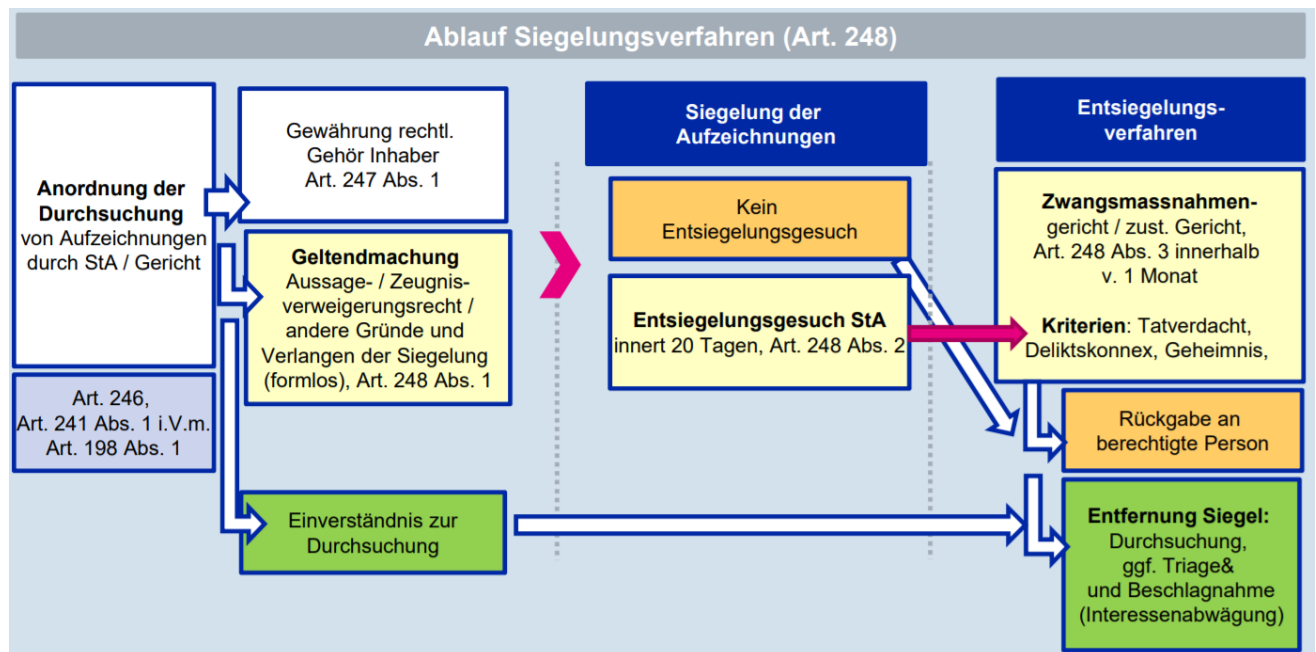 Ablauf Siegelungsverfahren (Art. 248)
Anordnung der
Durchsuchung
von Aufzeichnungen
durch StA / Gericht
Art. 246,
Art. 241 Abs. 1 i.V.m.
Art. 198 Abs. 1
Gewährung rechtl.
Gehör Inhaber
Art. 247 Abs. 1
Geltendmachung
Aussage- / Zeugnis-
verweigerungsrecht /
andere Gründe und
Verlangen der Siegelung
(formlos), Art. 248 Abs. 1
Einverständnis zur
Durchsuchung
Siegelung der
Aufzeichnungen
Kein
Entsiegelungsgesuch
Entsiegelungsgesuch StA
innert 20 Tagen, Art. 248 Abs. 2
Entsiegelungs-
verfahren
Zwangsmassnahmen-
gericht / zust. Gericht,
Art. 248 Abs. 3 innerhalb
v. 1 Monat
Kriterien: Tatverdacht,
Deliktskonnex, Geheimnis,
Rückgabe an
berechtigte Person
Entfernung Siegel:
Durchsuchung,
ggf. Triage&
und Beschlagnahme
(Interessenabwägung)